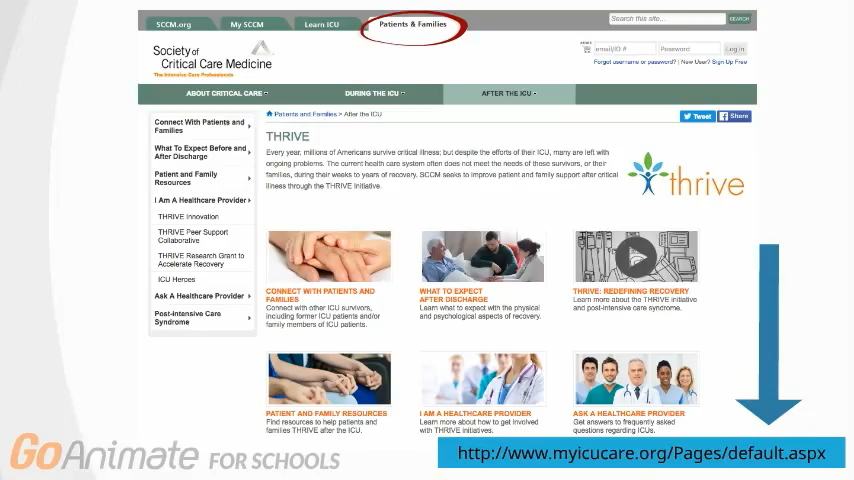 SCCM.org
My SCCM
Learn ICU
Patients & Families
Search this site...
SEARCH
Society of
Critical Care Medicine
The Intensive Care Professionals
email/ID #
Password
Log in
Forgot username or password? | New User? Sign Up Free
ABOUT CRITICAL CARE
DURING THE ICU
AFTER THE ICU
Patients and Families > After the ICU
Tweet
Share
Connect With Patients and
Families
What To Expect Before and
After Discharge
Patient and Family
Resources
I Am A Healthcare Provider
THRIVE Innovation
THRIVE Peer Support
Collaborative
THRIVE Research Grant to
Accelerate Recovery
ICU Heroes
Ask A Healthcare Provider
Post-intensive Care
Syndrome
THRIVE
Every year, millions of Americans survive critical illness; but despite the efforts of their ICU, many are left with
ongoing problems. The current health care system often does not meet the needs of these survivors, or their
families, during their weeks to years of recovery. SCCM seeks to improve patient and family support after critical
illness through the THRIVE Initiative.
thrive
CONNECT WITH PATIENTS AND
FAMILIES
Connect with other ICU survivors,
including former ICU patients and/or
family members of ICU patients.
WHAT TO EXPECT
AFTER DISCHARGE
Learn what to expect with the physical
and psychological aspects of recovery.
THRIVE: REDEFINING RECOVERY
Learn more about the THRIVE initiative
and post-intensive care syndrome.
PATIENT AND FAMILY RESOURCES
Find resources to help patients and
families THRIVE after the ICU.
I AM A HEALTHCARE PROVIDER
Learn more about how to get involved
with THRIVE initiatives.
ASK A HEALTHCARE PROVIDER
Get answers to frequently asked
questions regarding ICUs.
GoAnimate FOR SCHOOLS
http://www.myicucare.org/Pages/default.aspx